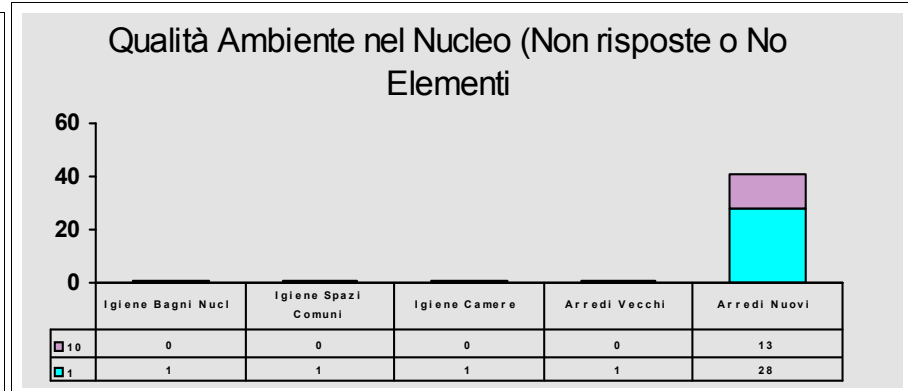 Qualità Ambiente nel Nucleo (Non risposte o No
Elementi
60
40
20
0
Igiene Bagni Nucl
Igiene Spazi
Comuni
Igiene Camere
Arredi Vecchi
Arredi Nuovi
10 0 0 0 0 13
1 1 1 1 1 28